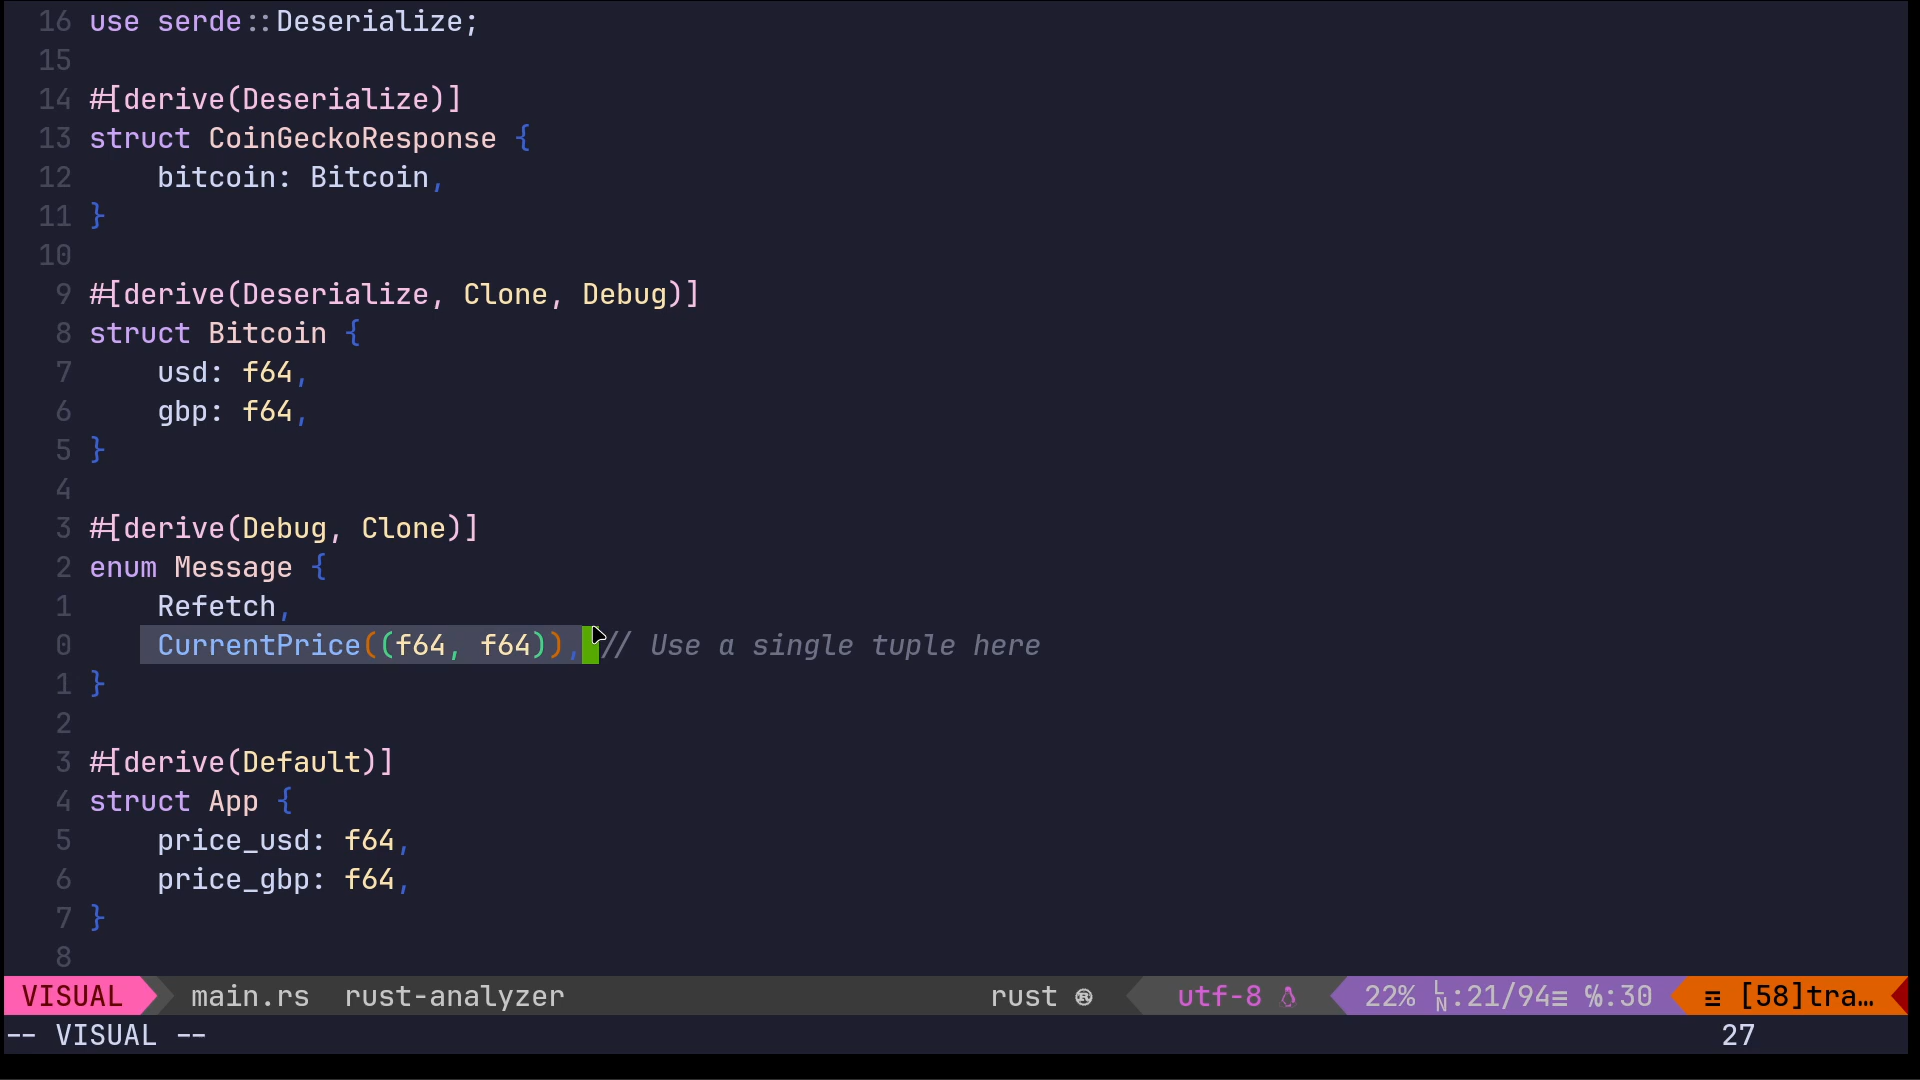 16 use serde::Deserialize;
15
14 #[derive(Deserialize)]
13 struct CoinGeckoResponse {
12     bitcoin: Bitcoin,
11 }
10
9 #[derive(Deserialize, Clone, Debug)]
8 struct Bitcoin {
7     usd: f64,
6     gbp: f64,
5 }
4
3 #[derive(Debug, Clone)]
2 enum Message {
1     Refetch,
0     CurrentPrice((f64, f64)), // Use a single tuple here
1 }
2
3 #[derive(Default)]
4 struct App {
5     price_usd: f64,
6     price_gbp: f64,
7 }
8
VISUAL main.rs rust-analyzer rust ® utf-8 22% LN:21/94≡ %:30 ≡ [58]tra…
-- VISUAL -- 27